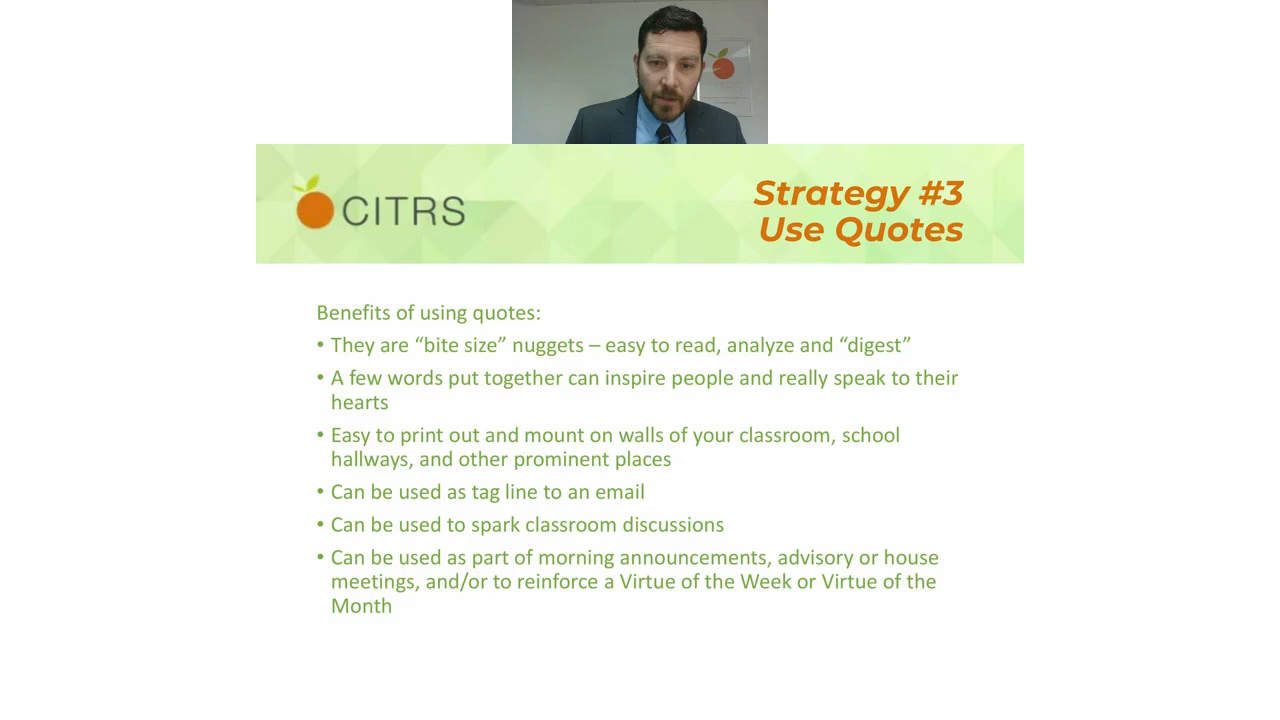 CITRS
Strategy #3
Use Quotes
Benefits of using quotes:
• They are “bite size” nuggets – easy to read, analyze and “digest”
• A few words put together can inspire people and really speak to their
hearts
• Easy to print out and mount on walls of your classroom, school
hallways, and other prominent places
• Can be used as tag line to an email
• Can be used to spark classroom discussions
• Can be used as part of morning announcements, advisory or house
meetings, and/or to reinforce a Virtue of the Week or Virtue of the
Month